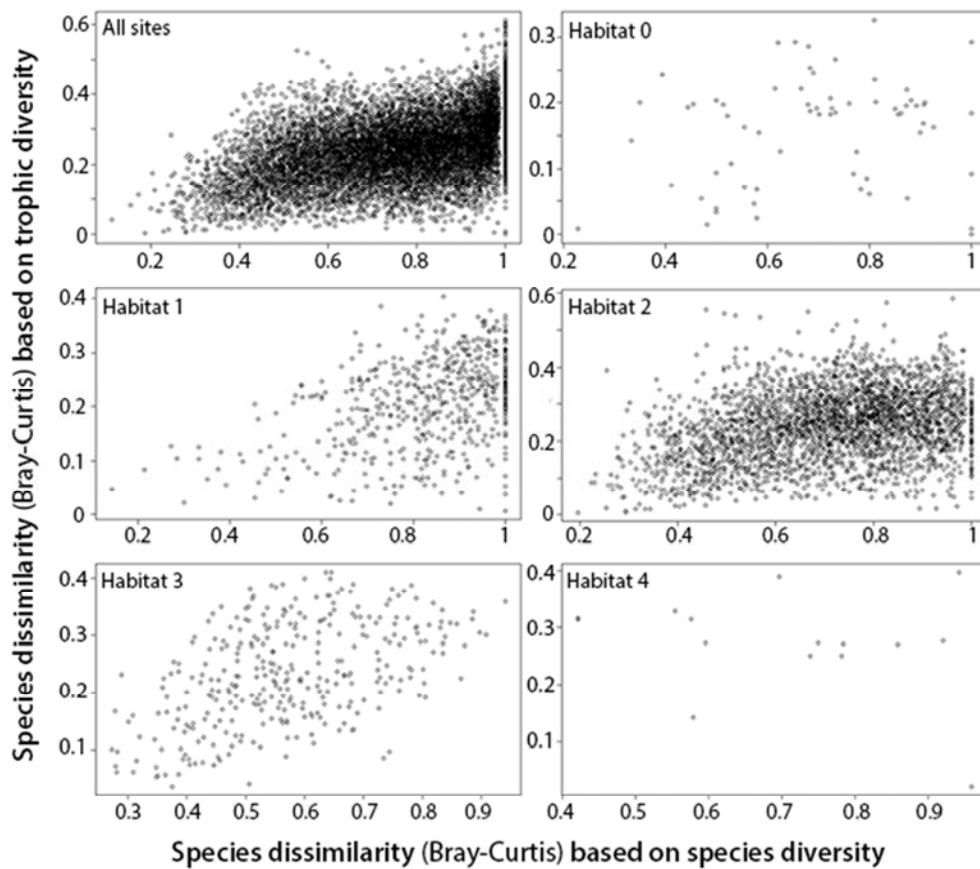 Species dissimilarity (Bray-Curtis) based on trophic diversity
All sites
0.6
0.4
0.2
0
0.2 0.4 0.6 0.8 1
Habitat 0
0.3
0.2
0.1
0
0.2 0.4 0.6 0.8 1
Habitat 1
0.4
0.3
0.2
0.1
0
0.2 0.4 0.6 0.8 1
Habitat 2
0.6
0.4
0.2
0
0.2 0.4 0.6 0.8 1
Habitat 3
0.4
0.3
0.2
0.1
0.3 0.4 0.5 0.6 0.7 0.8 0.9
Habitat 4
0.4
0.3
0.2
0.1
0.4 0.5 0.6 0.7 0.8 0.9
Species dissimilarity (Bray-Curtis) based on species diversity